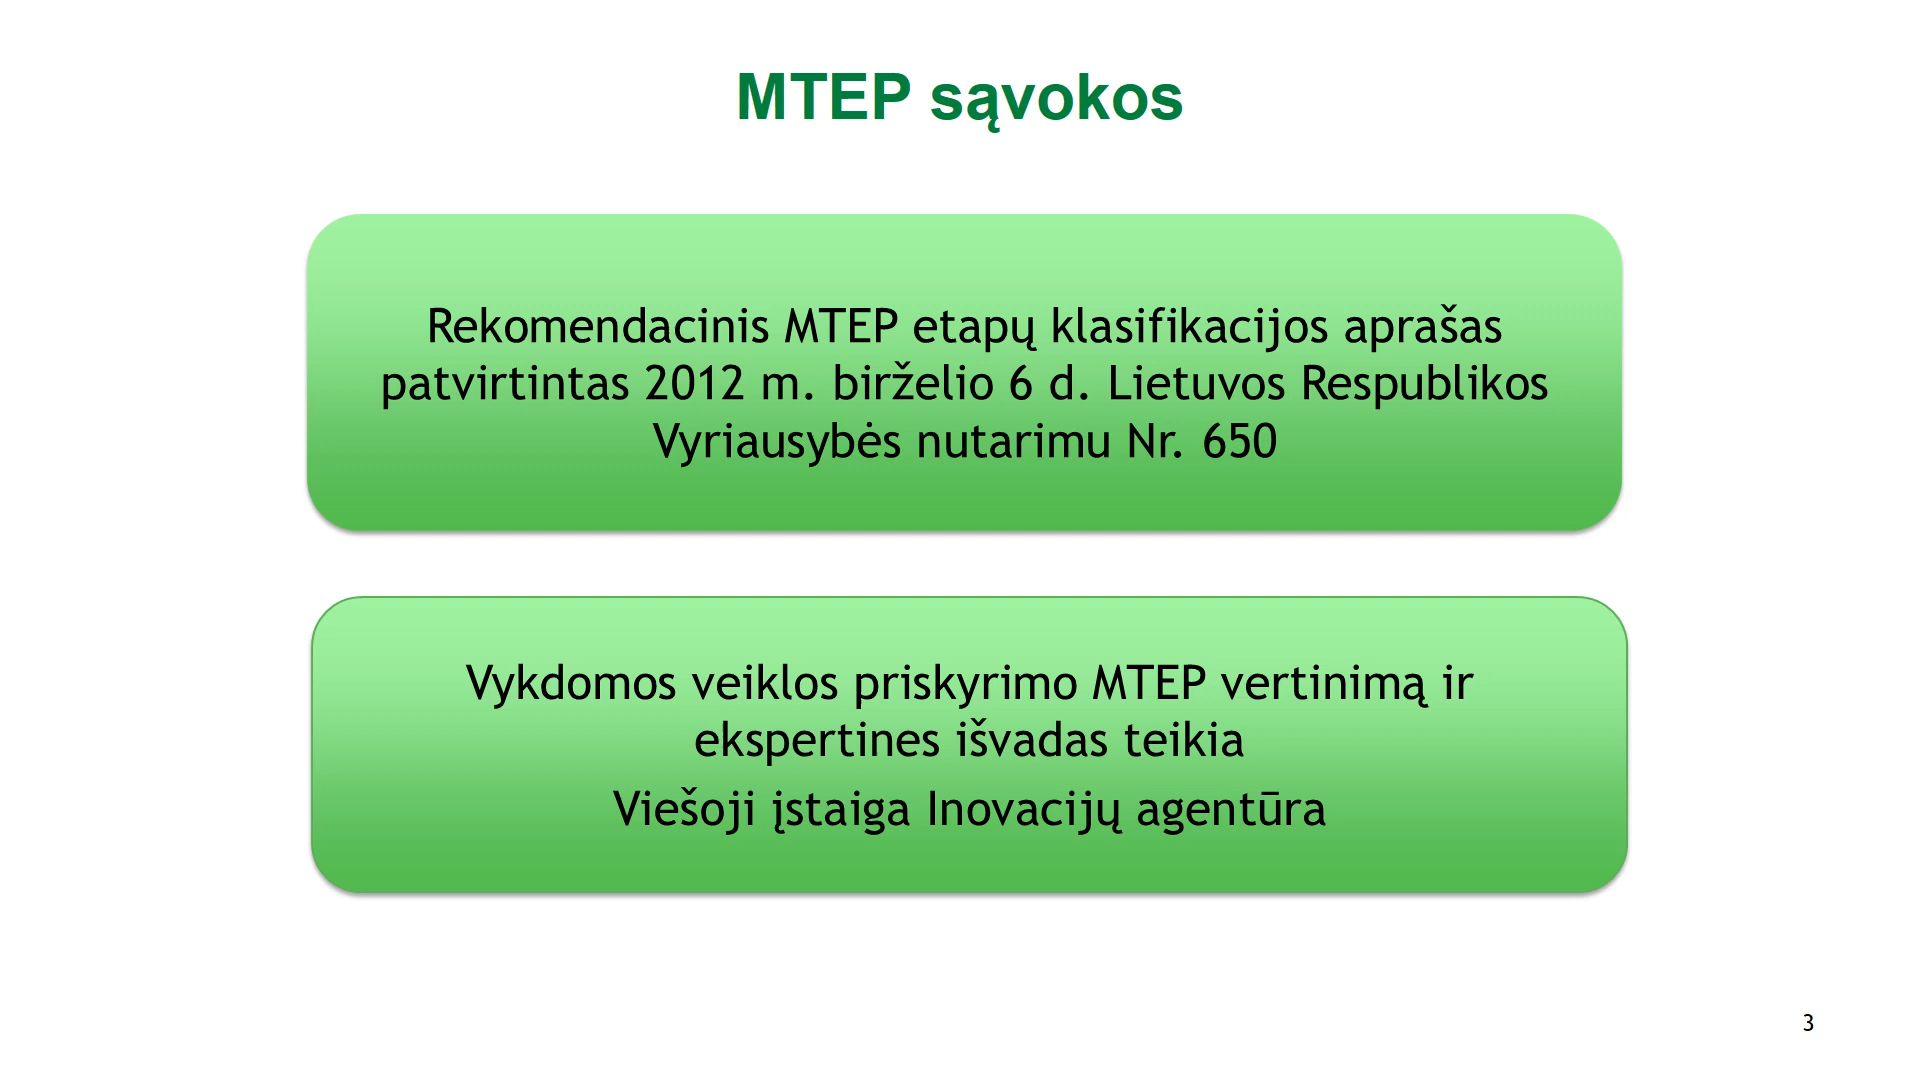 MTEP sąvokos
Rekomendacinis MTEP etapų klasifikacijos aprašas
patvirtintas 2012 m. birželio 6 d. Lietuvos Respublikos
Vyriausybės nutarimu Nr. 650
Vykdomos veiklos priskyrimo MTEP vertinimą ir
ekspertines išvadas teikia
Viešoji įstaiga Inovacijų agentūra
3